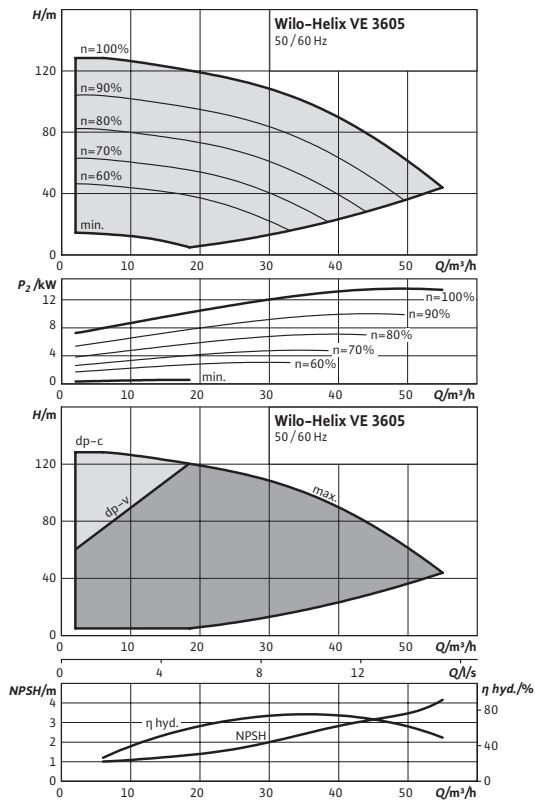 H/m
Wilo-Helix VE 3605
50/60 Hz
n=100%
120
n=90%
80
n=80%
n=70%
40
n=60%
min.
0
0 10 20 30 40 50 Q/m³/h
P₂/kW
12
n=100%
n=90%
8
n=80%
4
n=70%
n=60%
0
min.
0 10 20 30 40 50 Q/m³/h
H/m
Wilo-Helix VE 3605
50/60 Hz
dp-c
120
max.
dp-v
80
40
0
0 10 20 30 40 50 Q/m³/h
0 4 8 12 Q/l/s
NPSH/m
η hyd./%
4
80
3
η hyd.
NPSH
2
40
1
0
0
0 10 20 30 40 50 Q/m³/h